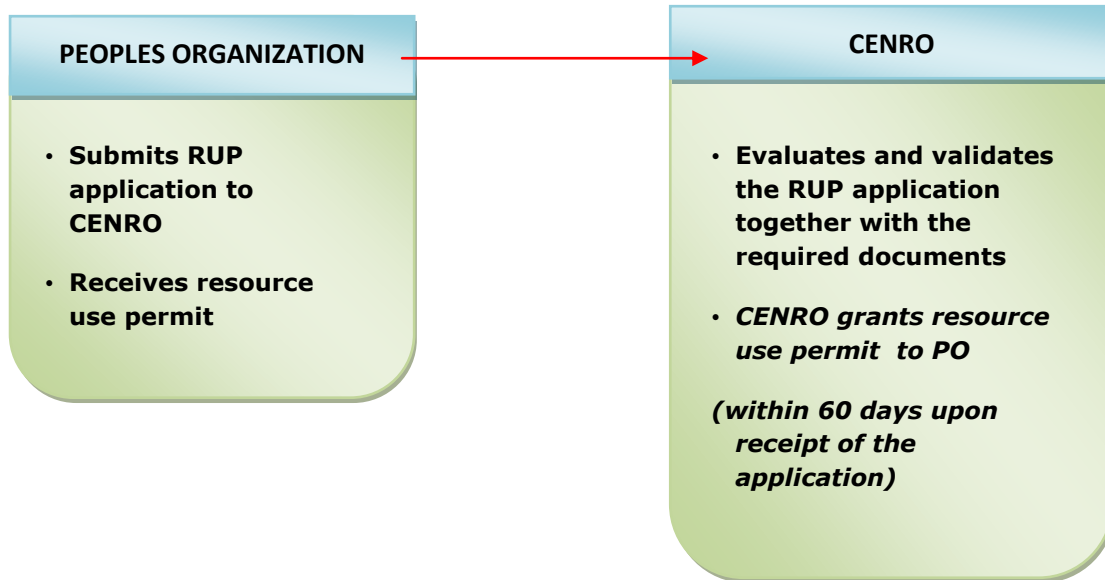 PEOPLES ORGANIZATION
• Submits RUP
application to
CENRO
• Receives resource
use permit
CENRO
• Evaluates and validates
the RUP application
together with the
required documents
• CENRO grants resource
use permit to PO
(within 60 days upon
receipt of the
application)